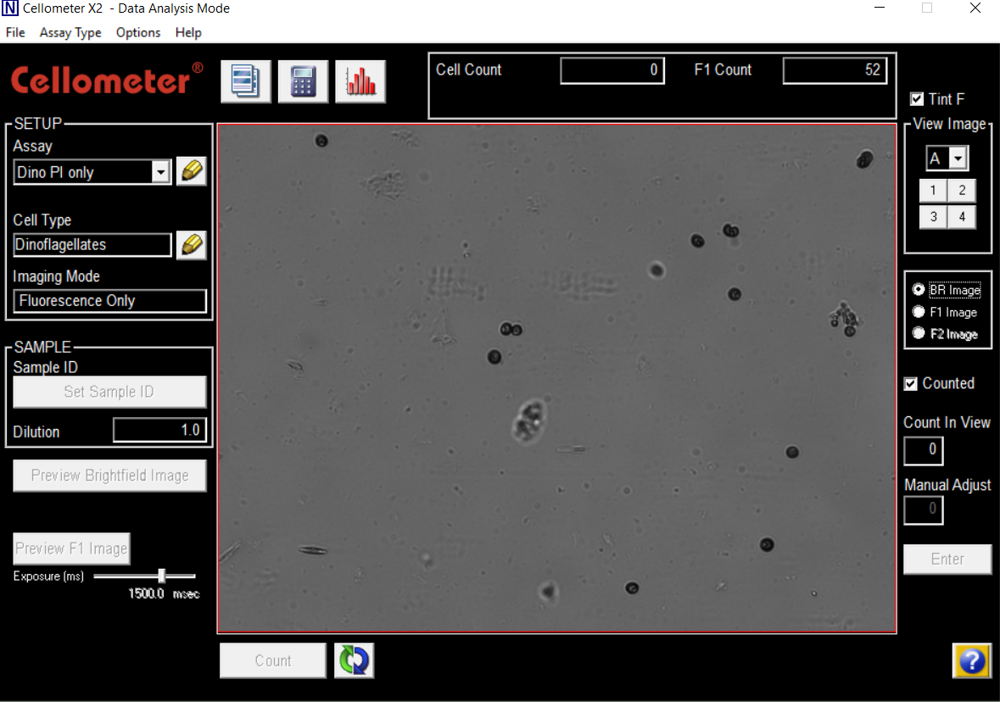 Cellometer X2 - Data Analysis Mode
File Assay Type Options Help
Cellometer®
Cell Count 0 F1 Count 52
Tint F
SETUP
Assay
Dino PI only
Cell Type
Dinoflagellates
Imaging Mode
Fluorescence Only
SAMPLE
Sample ID
Set Sample ID
Dilution 1.0
Preview Brightfield Image
Preview F1 Image
Exposure (ms)
1500.0 msec
View Image
A
1 2
3 4
BR Image
F1 Image
F2 Image
Counted
Count In View
0
Manual Adjust
0
Enter
Count
?